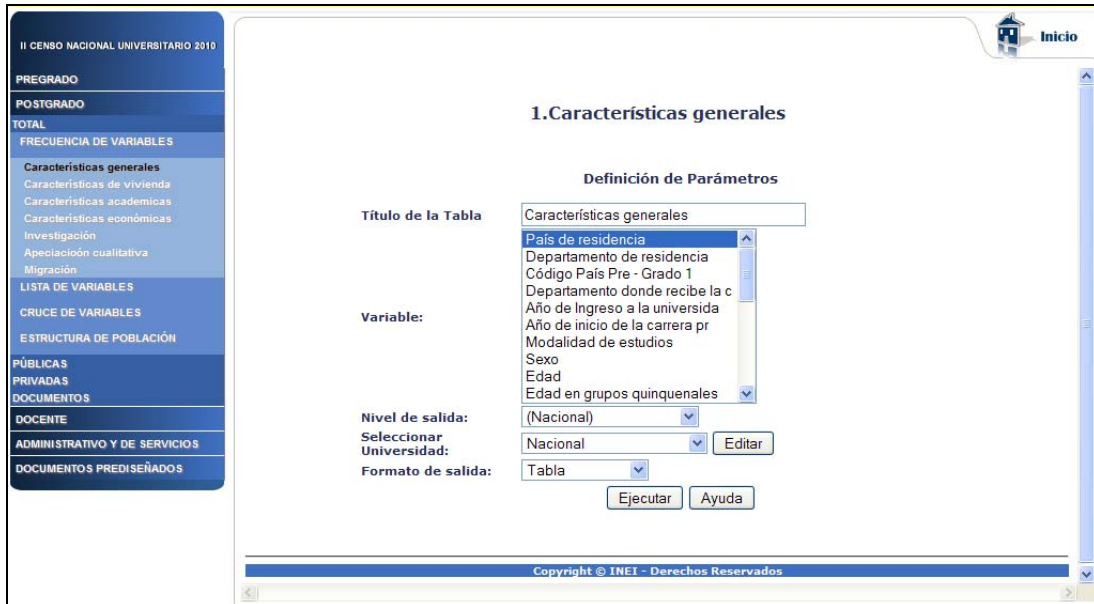 II CENSO NACIONAL UNIVERSITARIO 2010
Inicio
PREGRADO
POSTGRADO
TOTAL
FRECUENCIA DE VARIABLES
Características generales
Características de vivienda
Características academicas
Características económicas
Investigación
Apeciacioón cualitativa
Migración
LISTA DE VARIABLES
CRUCE DE VARIABLES
ESTRUCTURA DE POBLACIÓN
PÚBLICAS
PRIVADAS
DOCUMENTOS
DOCENTE
ADMINISTRATIVO Y DE SERVICIOS
DOCUMENTOS PREDISEÑADOS
1.Características generales
Definición de Parámetros
Título de la Tabla
Características generales
Variable:
País de residencia
Departamento de residencia
Código País Pre - Grado 1
Departamento donde recibe la c
Año de Ingreso a la universida
Año de inicio de la carrera pr
Modalidad de estudios
Sexo
Edad
Edad en grupos quinquenales
Nivel de salida:
(Nacional)
Seleccionar
Universidad:
Nacional
Editar
Formato de salida:
Tabla
Ejecutar
Ayuda
Copyright © INEI - Derechos Reservados